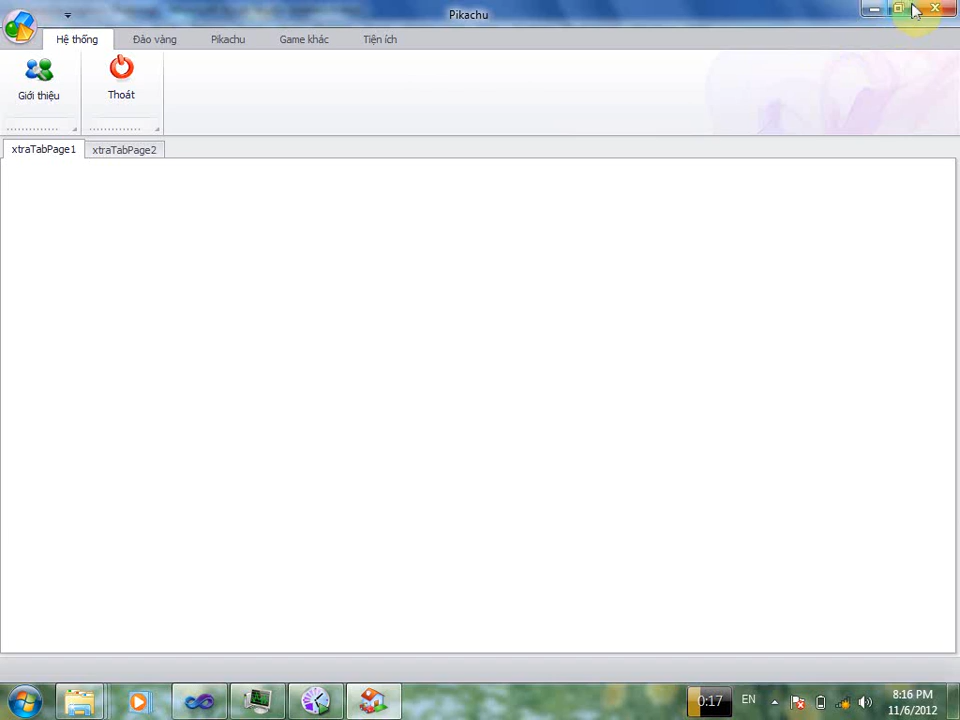 Pikachu
Hệ thống Đào vàng Pikachu Game khác Tiện ích
Giới thiệu Thoát
xtraTabPage1 xtraTabPage2
0:17 EN 8:16 PM
11/6/2012